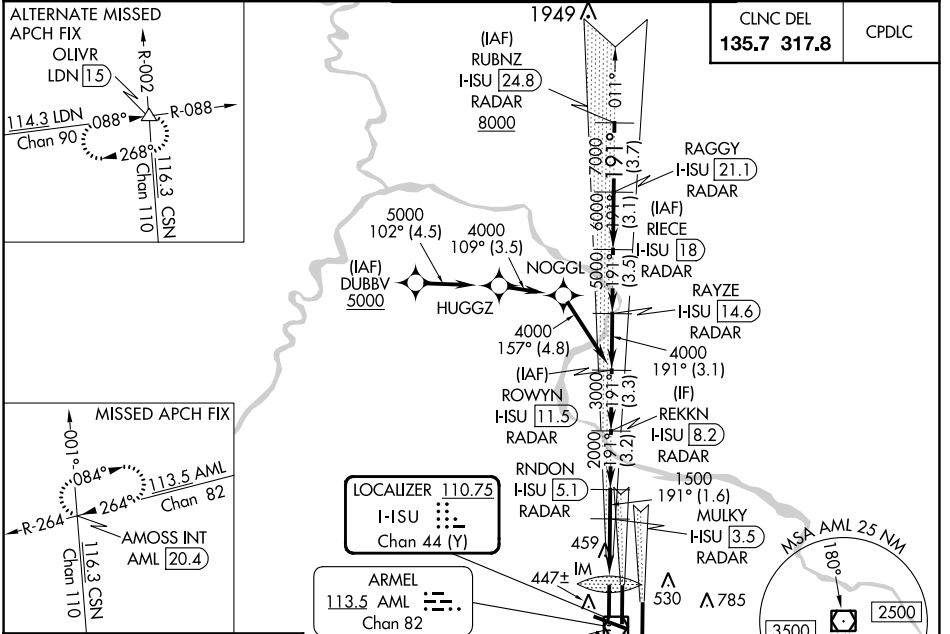 ALTERNATE MISSED
APCH FIX
OLIVR
LDN 15
R-002
R-088
114.3 LDN
Chan 90
088°
268°
116.3 CSN
Chan 110
1949
(IAF)
RUBNZ
I-ISU 24.8
RADAR
8000
CLNC DEL
135.7 317.8
CPDLC
011°
7000
191°
(3.7)
RAGGY
I-ISU 21.1
RADAR
6000
191°
(3.1)
(IAF)
RIECE
I-ISU 18
RADAR
5000
191°
(3.5)
RAYZE
I-ISU 14.6
RADAR
4000
191° (3.1)
(IAF)
DUBBV
5000
5000
102° (4.5)
HUGGZ
4000
109° (3.5)
NOGGL
4000
157° (4.8)
(IAF)
ROWYN
I-ISU 11.5
RADAR
3000
191°
(3.3)
(IF)
REKKN
I-ISU 8.2
RADAR
2000
191°
(3.2)
RNDON
I-ISU 5.1
RADAR
1500
191° (1.6)
MULKY
I-ISU 3.5
RADAR
MISSED APCH FIX
001°
084°
264°
113.5 AML
Chan 82
R-264
AMOSS INT
AML 20.4
116.3 CSN
Chan 110
LOCALIZER 110.75
I-ISU
Chan 44 (Y)
ARMEL
113.5 AML
Chan 82
459
IM
447±
530
785
MSA AML 25 NM
180°
2500
3500